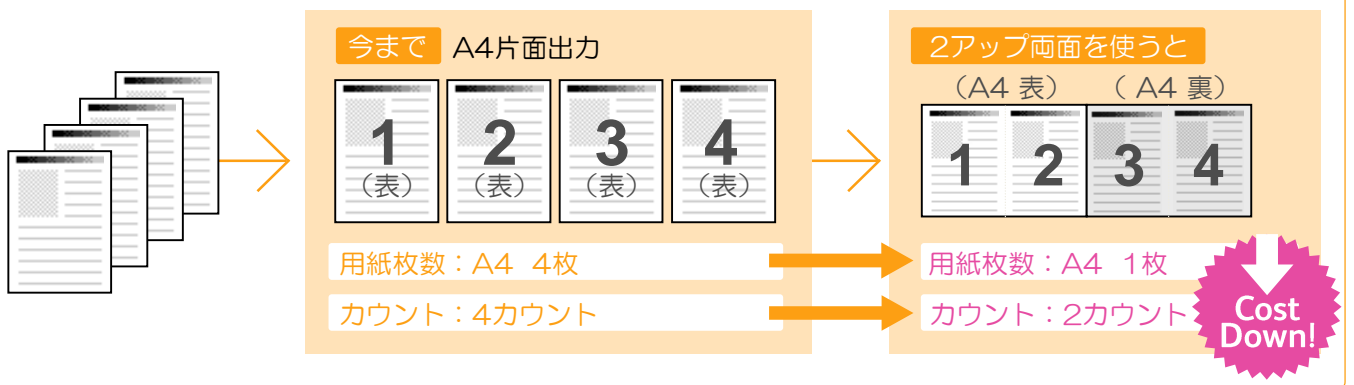 今まで A4片面出力
1 2 3 4
（表） （表） （表） （表）
用紙枚数：A4 4枚
カウント：4カウント
2アップ両面を使うと
（A4 表） （ A4 裏）
1 2 3 4
用紙枚数：A4 1枚
カウント：2カウント
Cost
Down!